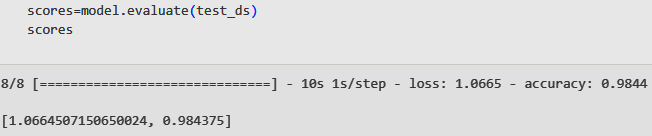 scores=model.evaluate(test_ds)
scores
8/8 [==============================] - 10s 1s/step - loss: 1.0665 - accuracy: 0.9844
[1.0664507150650024, 0.984375]